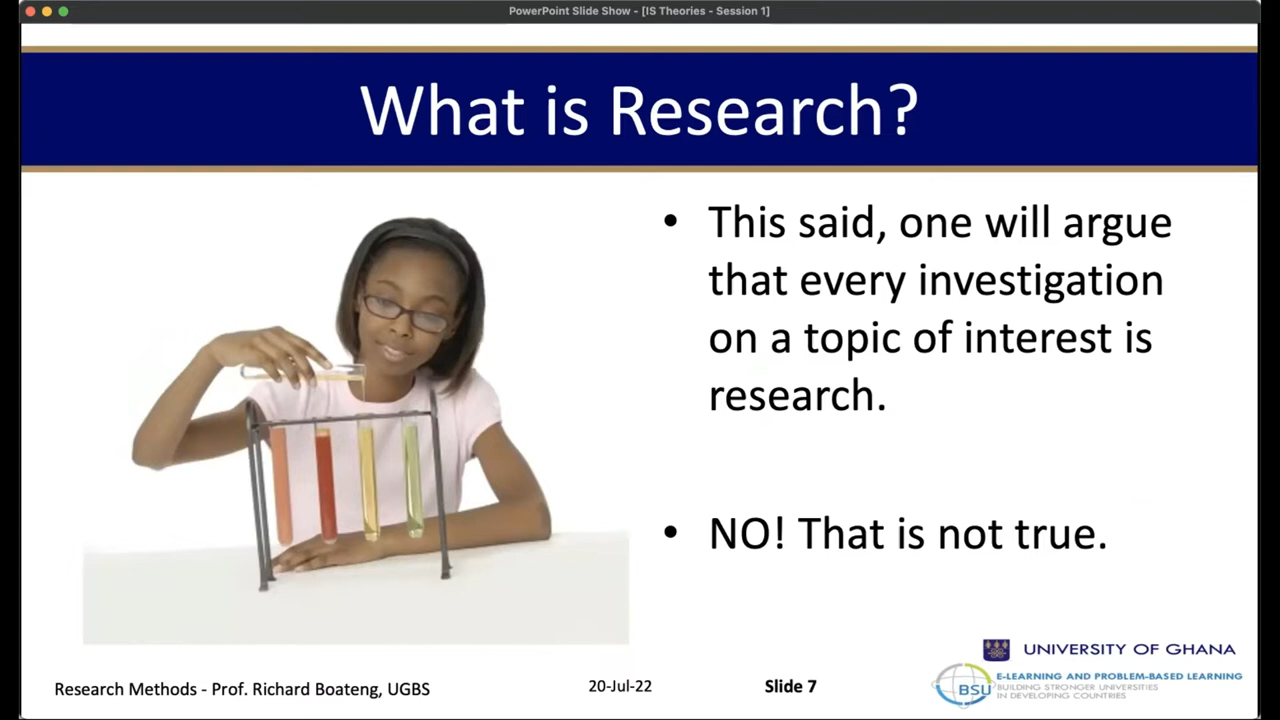 PowerPoint Slide Show - [IS Theories - Session 1]
What is Research?
• This said, one will argue
that every investigation
on a topic of interest is
research.
• NO! That is not true.
UNIVERSITY OF GHANA
BSU
E-LEARNING AND PROBLEM-BASED LEARNING
BUILDING STRONGER UNIVERSITIES
IN DEVELOPING COUNTRIES
Research Methods - Prof. Richard Boateng, UGBS
20-Jul-22
Slide 7